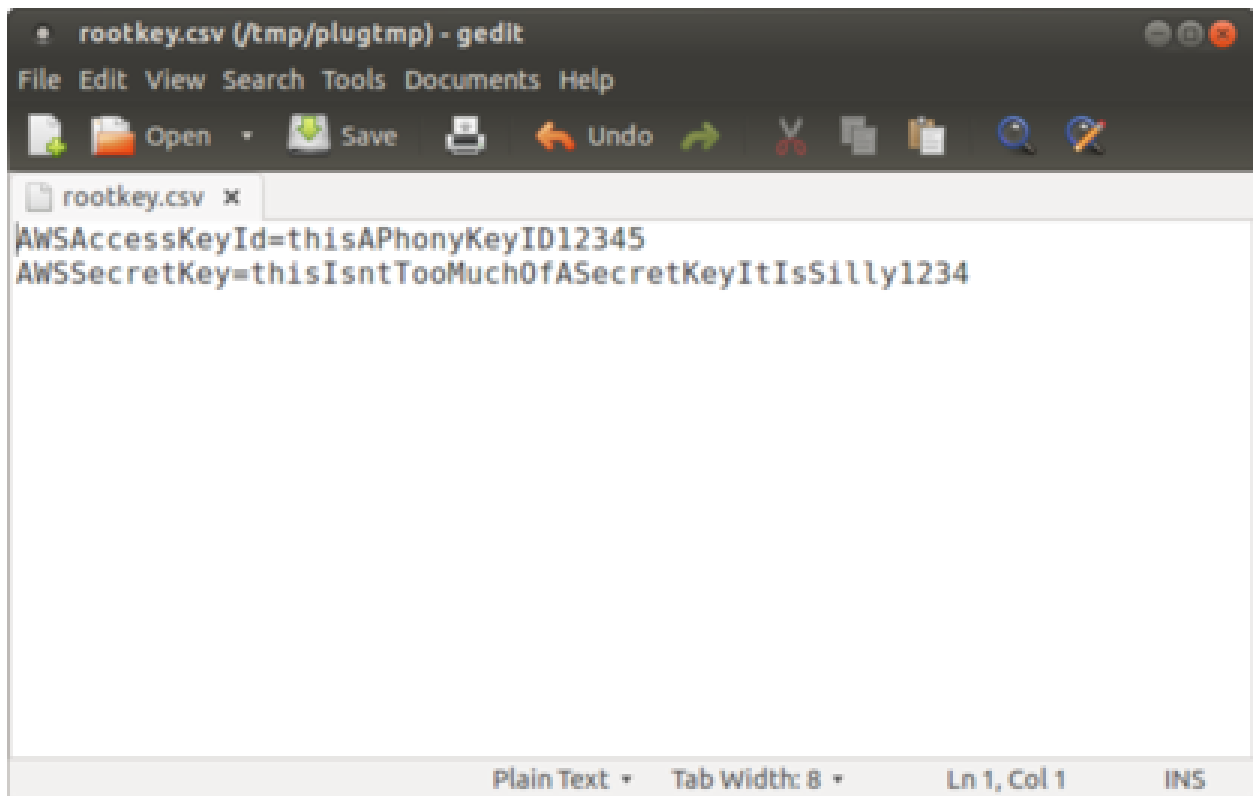 rootkey.csv (/tmp/plugtmp) - gedit
File Edit View Search Tools Documents Help
Open Save Undo
rootkey.csv
AWSAccessKeyId=thisAPhonyKeyID12345
AWSSecretKey=thisIsntTooMuchOfASecretKeyItIsSilly1234
Plain Text Tab Width: 8 Ln 1, Col 1 INS